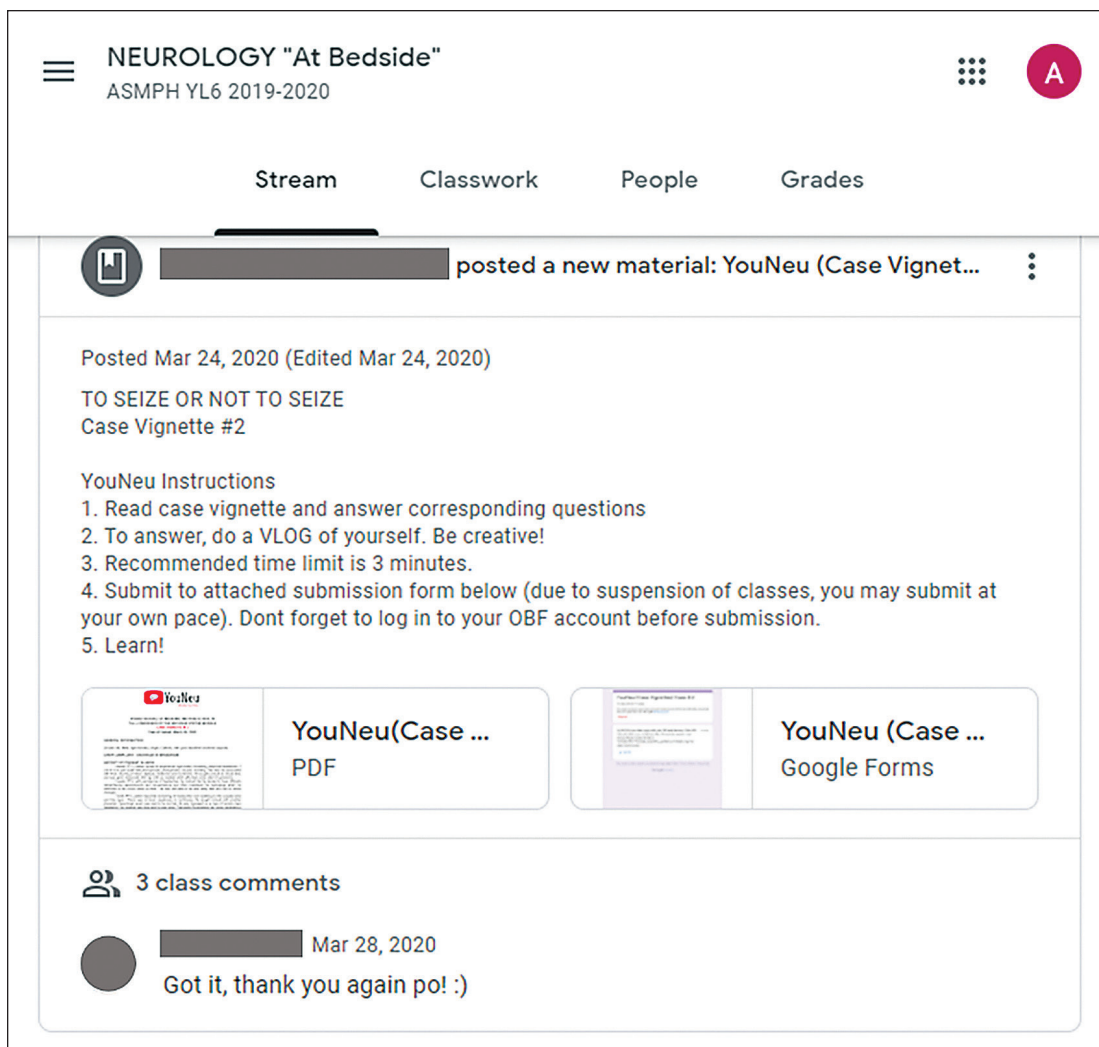 NEUROLOGY "At Bedside"
ASMPH YL6 2019-2020
A
Stream Classwork People Grades
posted a new material: YouNeu (Case Vignet...
Posted Mar 24, 2020 (Edited Mar 24, 2020)
TO SEIZE OR NOT TO SEIZE
Case Vignette #2
YouNeu Instructions
1. Read case vignette and answer corresponding questions
2. To answer, do a VLOG of yourself. Be creative!
3. Recommended time limit is 3 minutes.
4. Submit to attached submission form below (due to suspension of classes, you may submit at
your own pace). Dont forget to log in to your OBF account before submission.
5. Learn!
YouNeu
YouNeu(Case ...
PDF
YouNeu (Case ...
Google Forms
3 class comments
Mar 28, 2020
Got it, thank you again po! :)